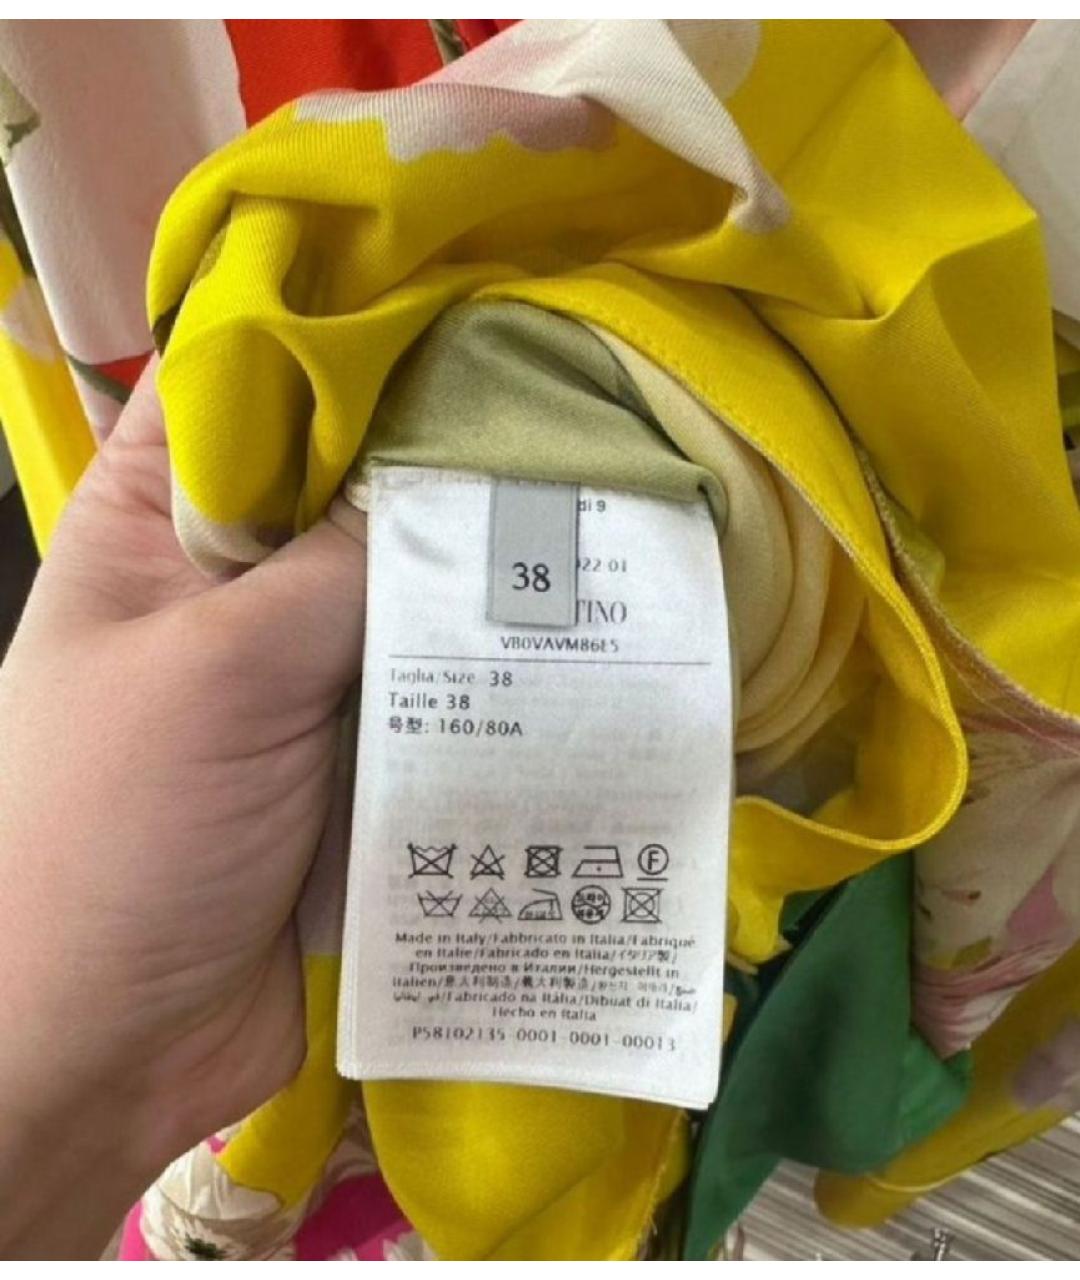 di 9
22 01
38
TINO
VB0VAVM86E5
Taglia/Size 38
Taille 38
号型: 160/80A
F
Made in Italy/Fabbricato in Italia/Fabriqué
en Italie/Fabricado en Italia/イタリア製/
Произведено в Италии/Hergestellt in
Italien/意大利制造/義大利製造/
/Fabricado na Itália/Dibuat di Italia/
Hecho en Italia
P58102135-0001-0001-00013